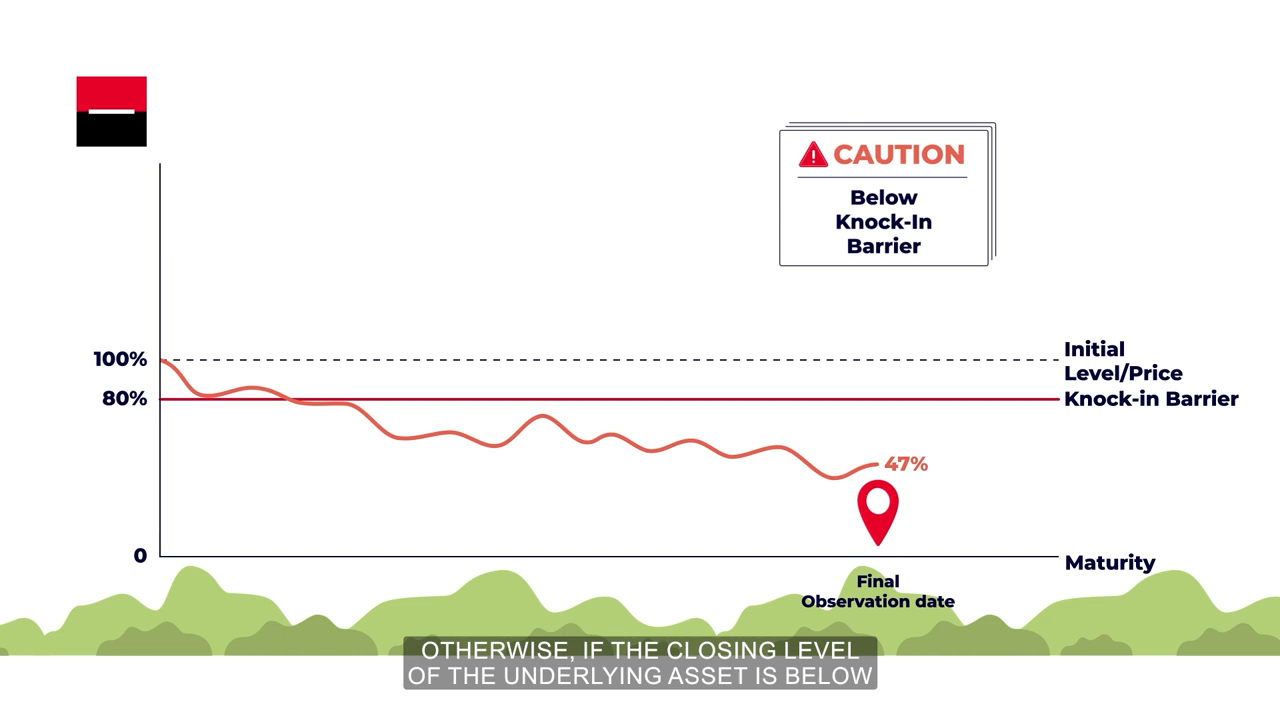 CAUTION
Below
Knock-In
Barrier
100%
Initial
Level/Price
80%
Knock-in Barrier
47%
0
Maturity
Final
Observation date
OTHERWISE, IF THE CLOSING LEVEL
OF THE UNDERLYING ASSET IS BELOW